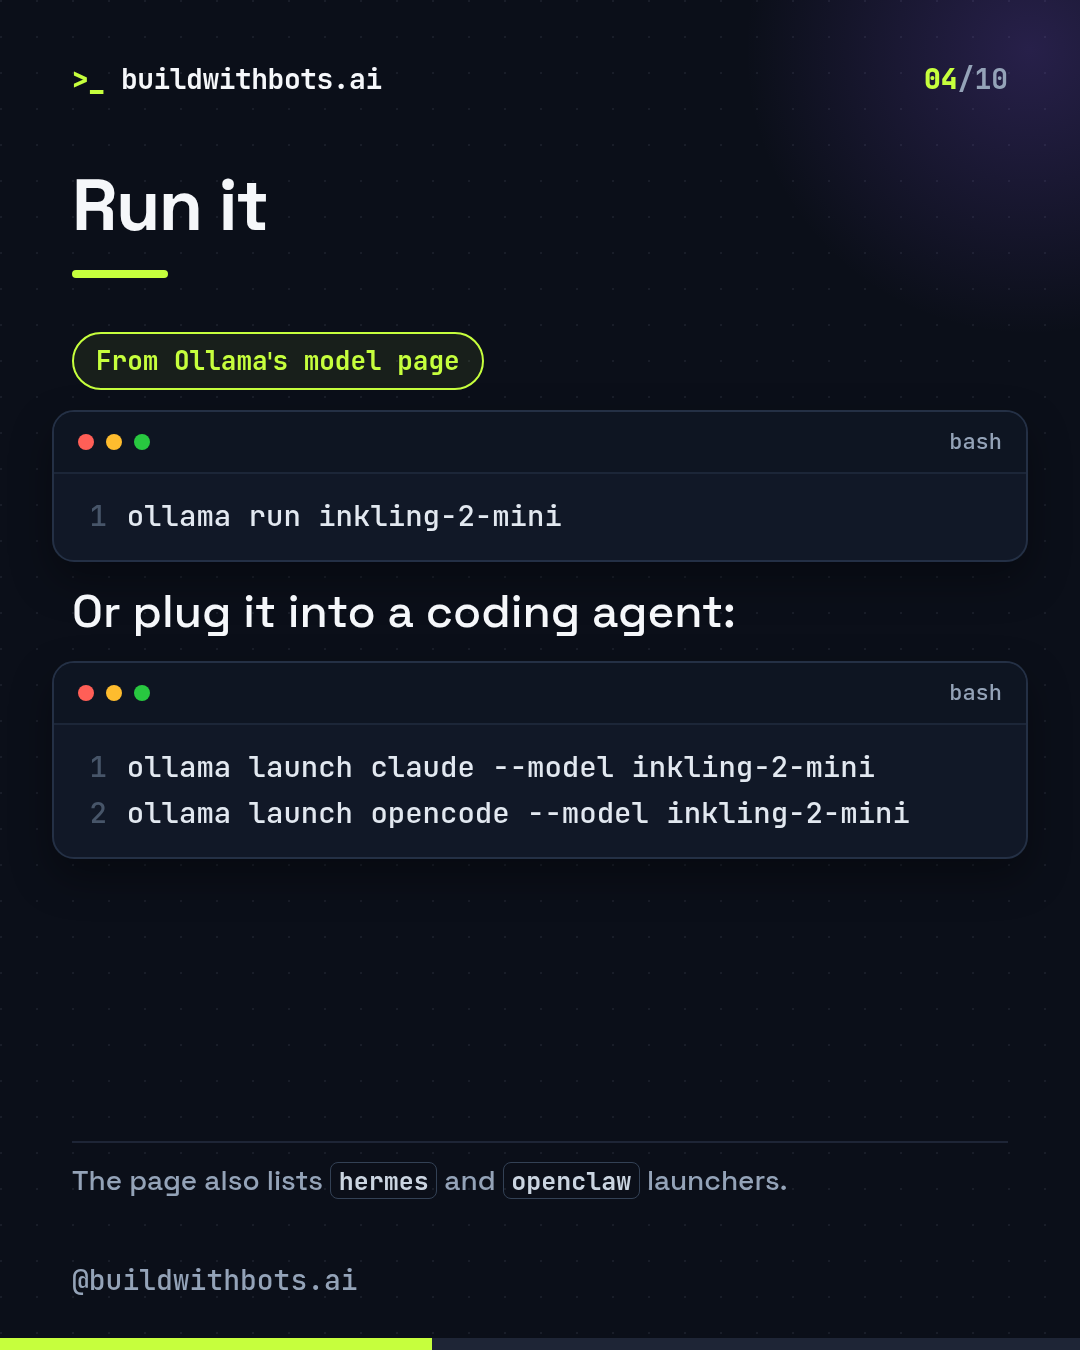 >_ buildwithbots.ai
04/10
Run it
From Ollama's model page
bash
1 ollama run inkling-2-mini
Or plug it into a coding agent:
bash
1 ollama launch claude --model inkling-2-mini
2 ollama launch opencode --model inkling-2-mini
The page also lists hermes and openclaw launchers.
@buildwithbots.ai